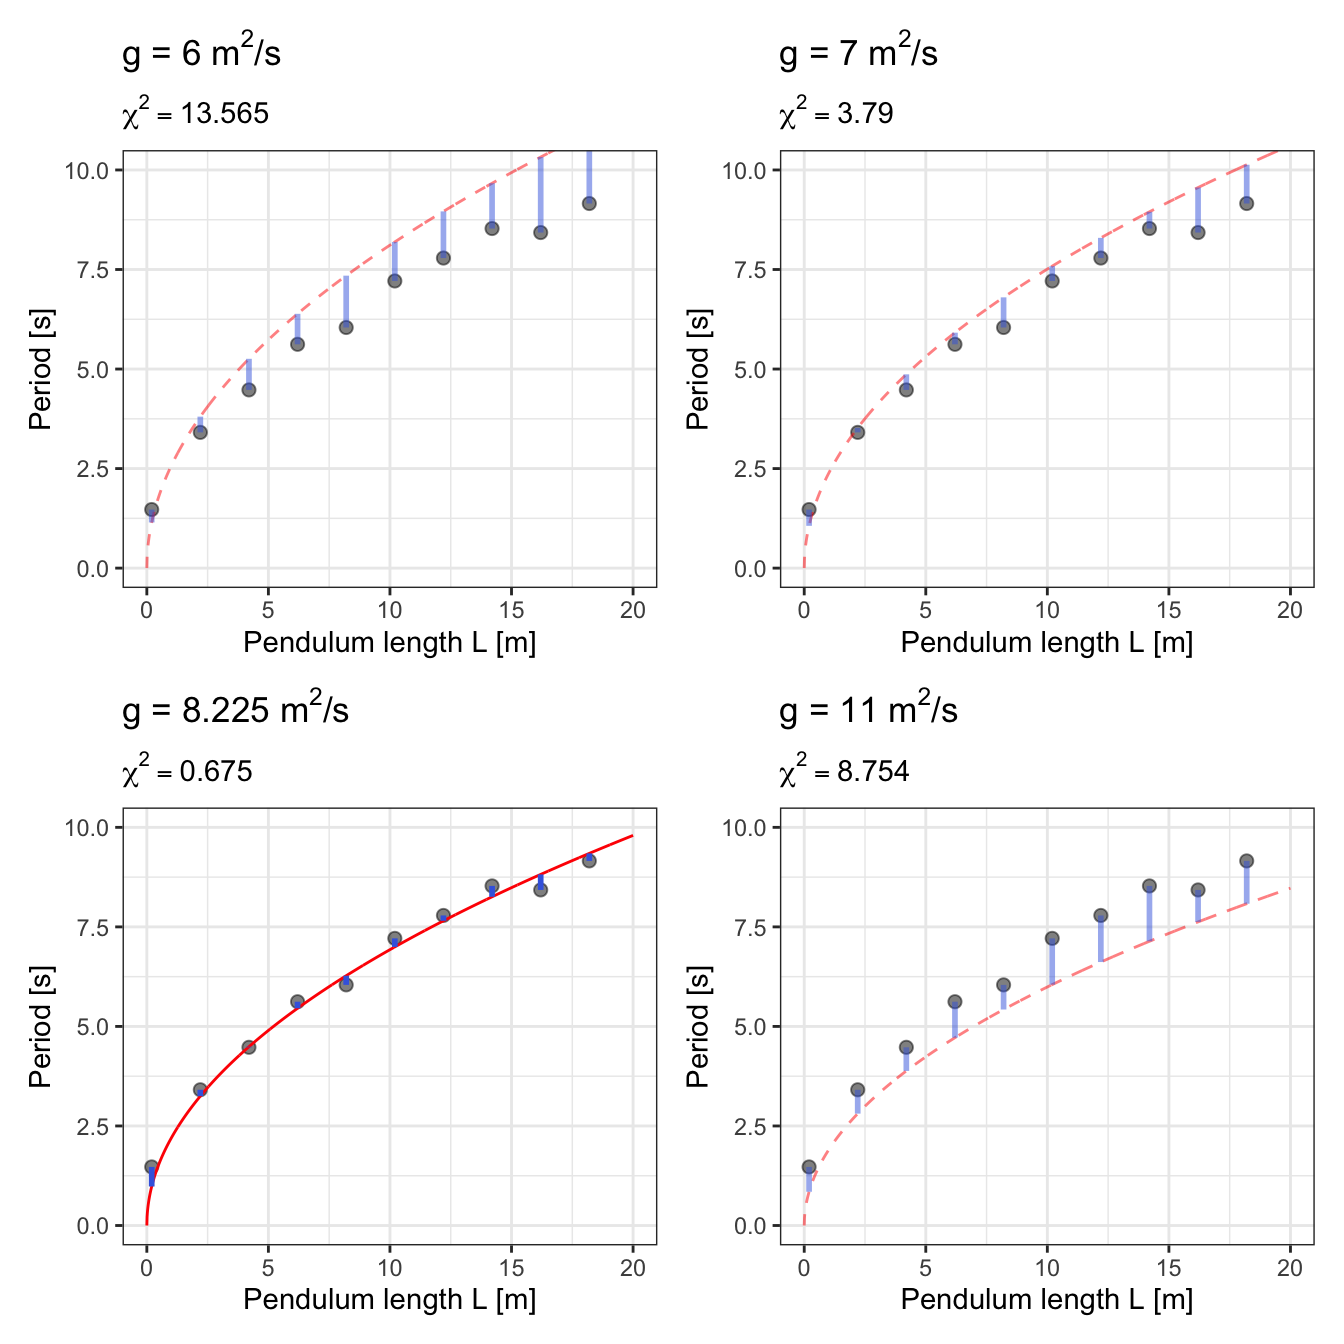 g = 6 m²/s
χ² = 13.565
10.0
7.5
5.0
2.5
0.0
Period [s]
0 5 10 15 20
Pendulum length L [m]
g = 7 m²/s
χ² = 3.79
10.0
7.5
5.0
2.5
0.0
Period [s]
0 5 10 15 20
Pendulum length L [m]
g = 8.225 m²/s
χ² = 0.675
10.0
7.5
5.0
2.5
0.0
Period [s]
0 5 10 15 20
Pendulum length L [m]
g = 11 m²/s
χ² = 8.754
10.0
7.5
5.0
2.5
0.0
Period [s]
0 5 10 15 20
Pendulum length L [m]